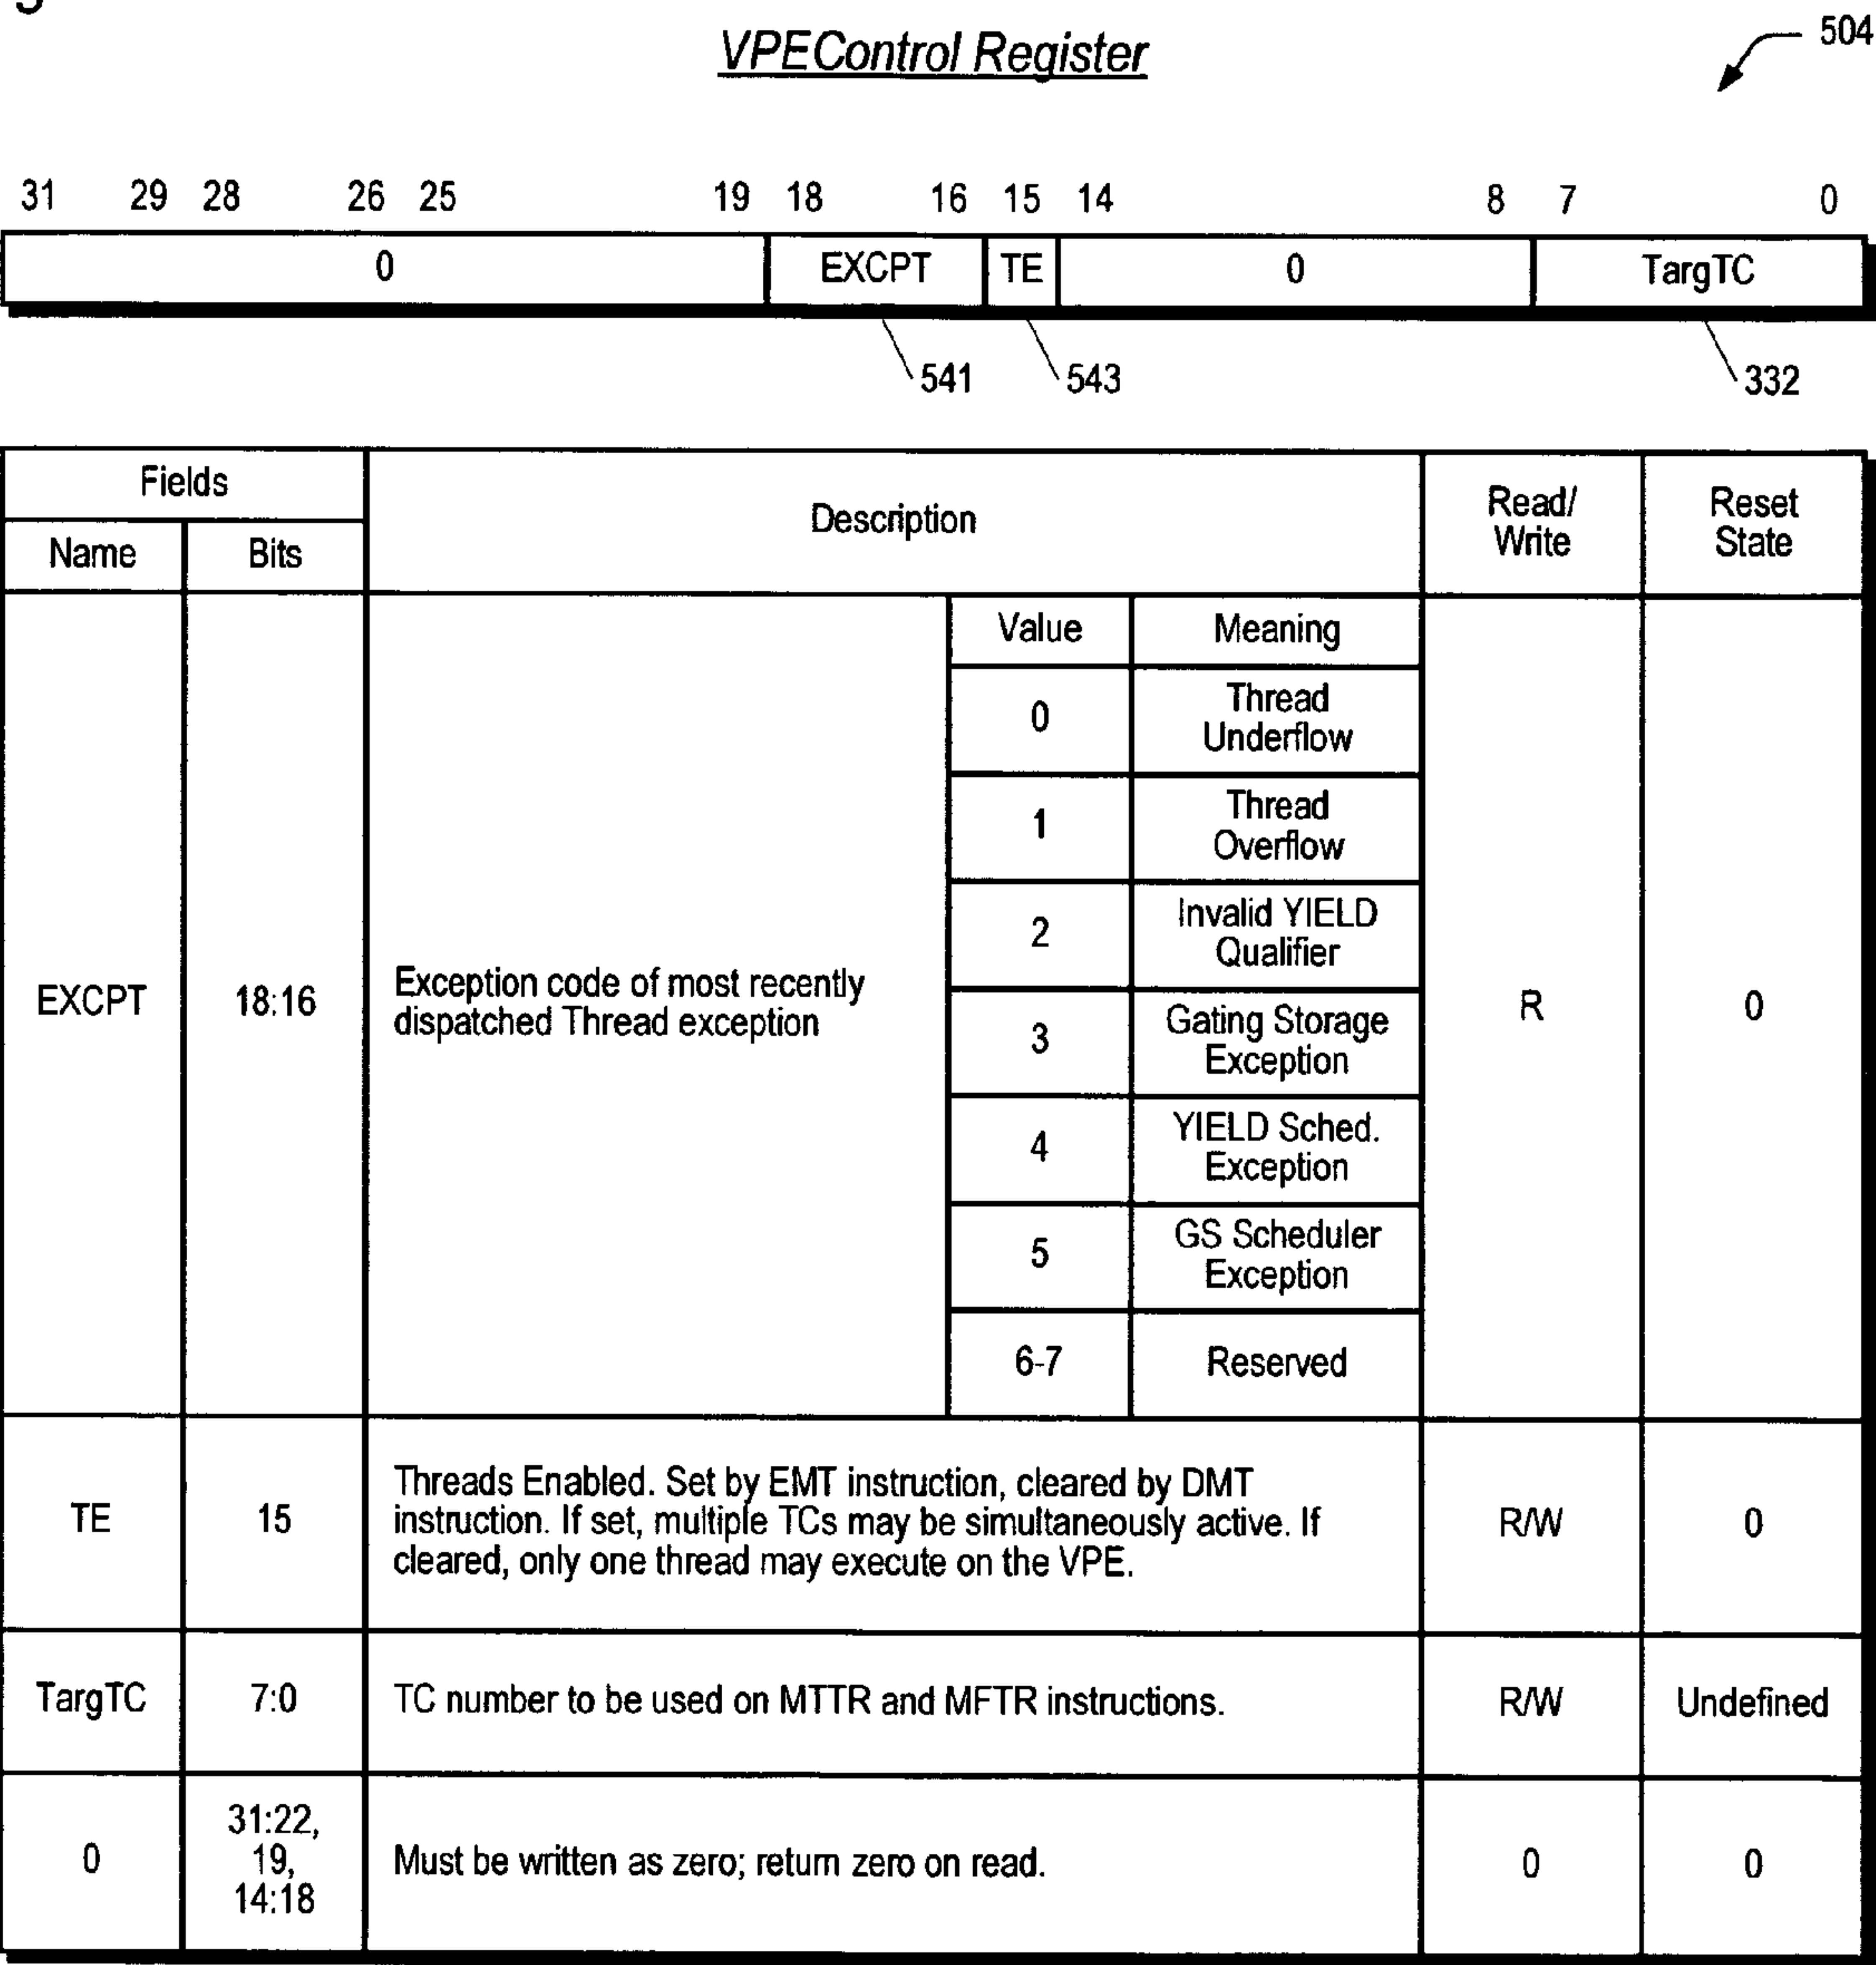 VPEControl Register
504
31 29 28 26 25 19 18 16 15 14 8 7 0
0 EXCPT TE 0 TargTC
541 543 332
Fields
Description
Read/
Write
Reset
State
Name Bits
EXCPT
18:16
Exception code of most recently
dispatched Thread exception
Value Meaning
0
Thread
Underflow
1
Thread
Overflow
2
Invalid YIELD
Qualifier
3
Gating Storage
Exception
4
YIELD Sched.
Exception
5
GS Scheduler
Exception
6-7 Reserved
R
0
TE
15
Threads Enabled. Set by EMT instruction, cleared by DMT
instruction. If set, multiple TCs may be simultaneously active. If
cleared, only one thread may execute on the VPE.
R/W
0
TargTC 7:0 TC number to be used on MTTR and MFTR instructions. R/W Undefined
0
31:22,
19,
14:18
Must be written as zero; return zero on read.
0
0